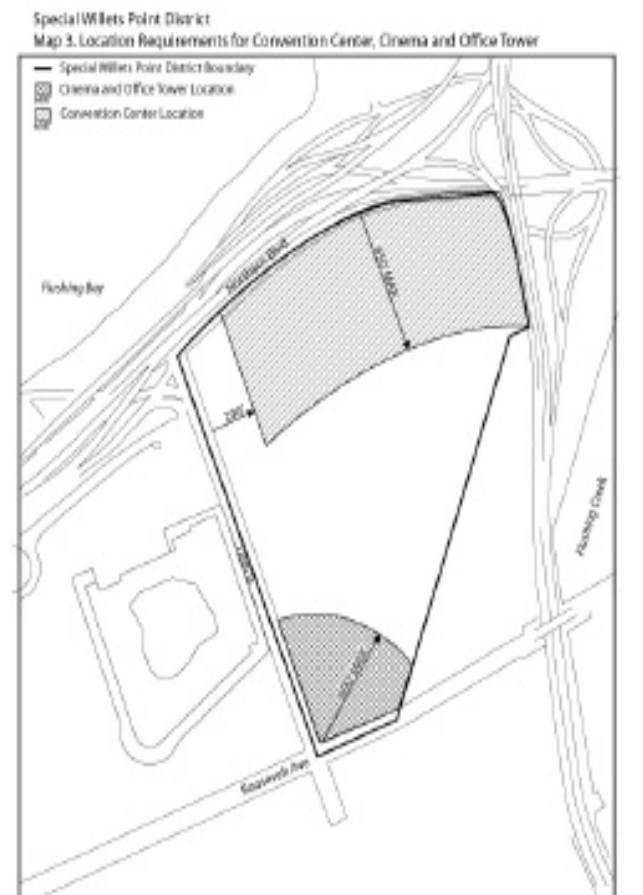 Special Willets Point District
Map 3. Location Requirements for Convention Center, Cinema and Office Tower
Special Willets Point District Boundary
Cinema and Office Tower Location
Convention Center Location
Northern Blvd
Flushing Bay
Flushing Creek
Roosevelt Ave